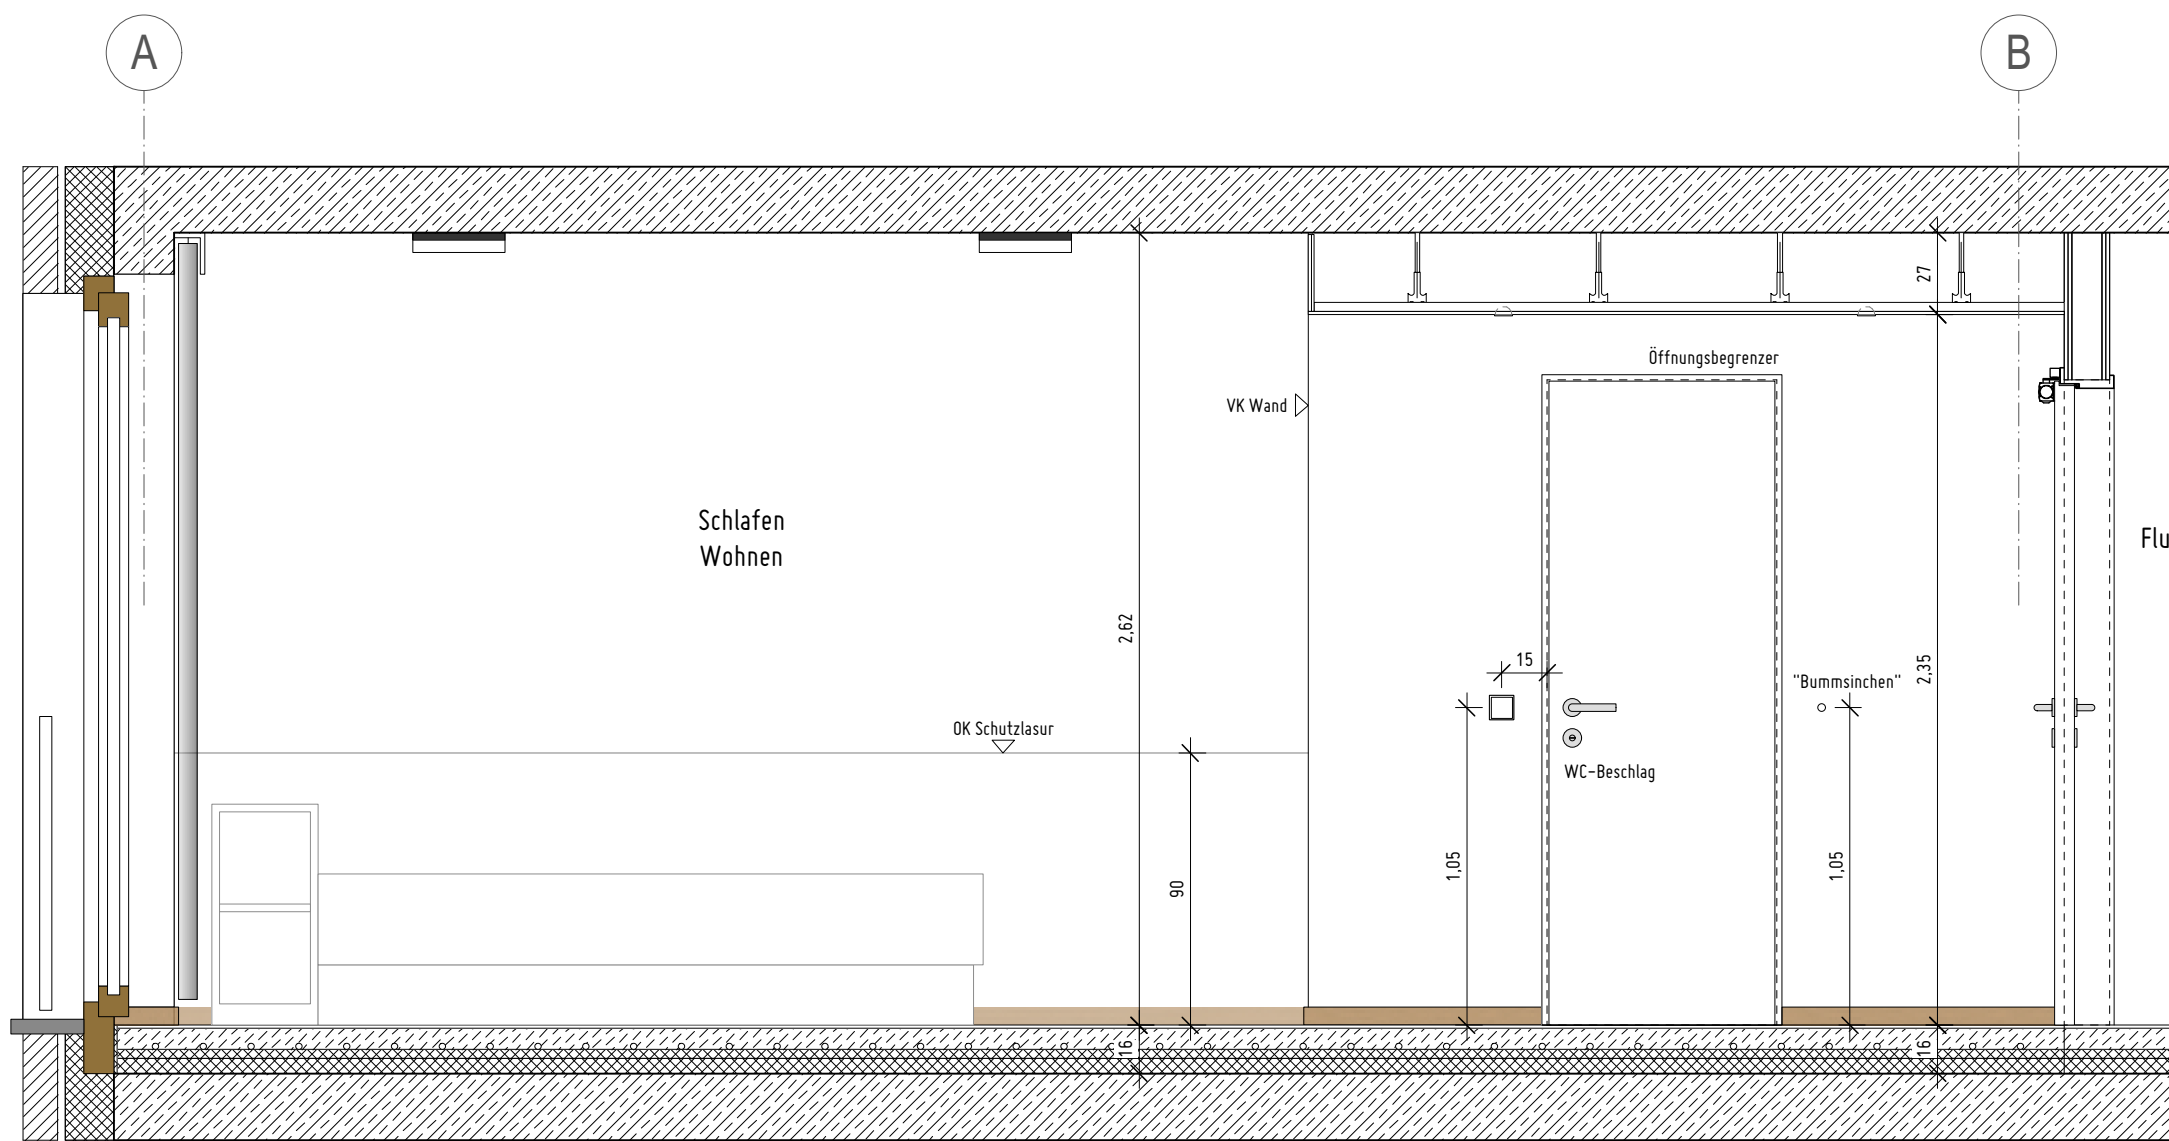 A
B
27
Öffnungsbegrenzer
VK Wand
Schlafen
Wohnen
Flu
2,62
15
2,35
"Bummsinchen"
OK Schutzlasur
WC-Beschlag
1,05
1,05
90
16
16